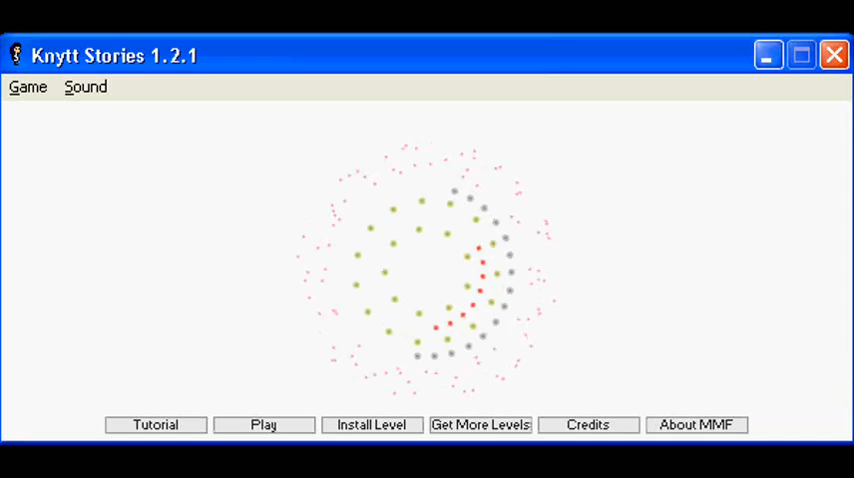 Knytt Stories 1.2.1
Game Sound
Tutorial Play Install Level Get More Levels Credits About MMF